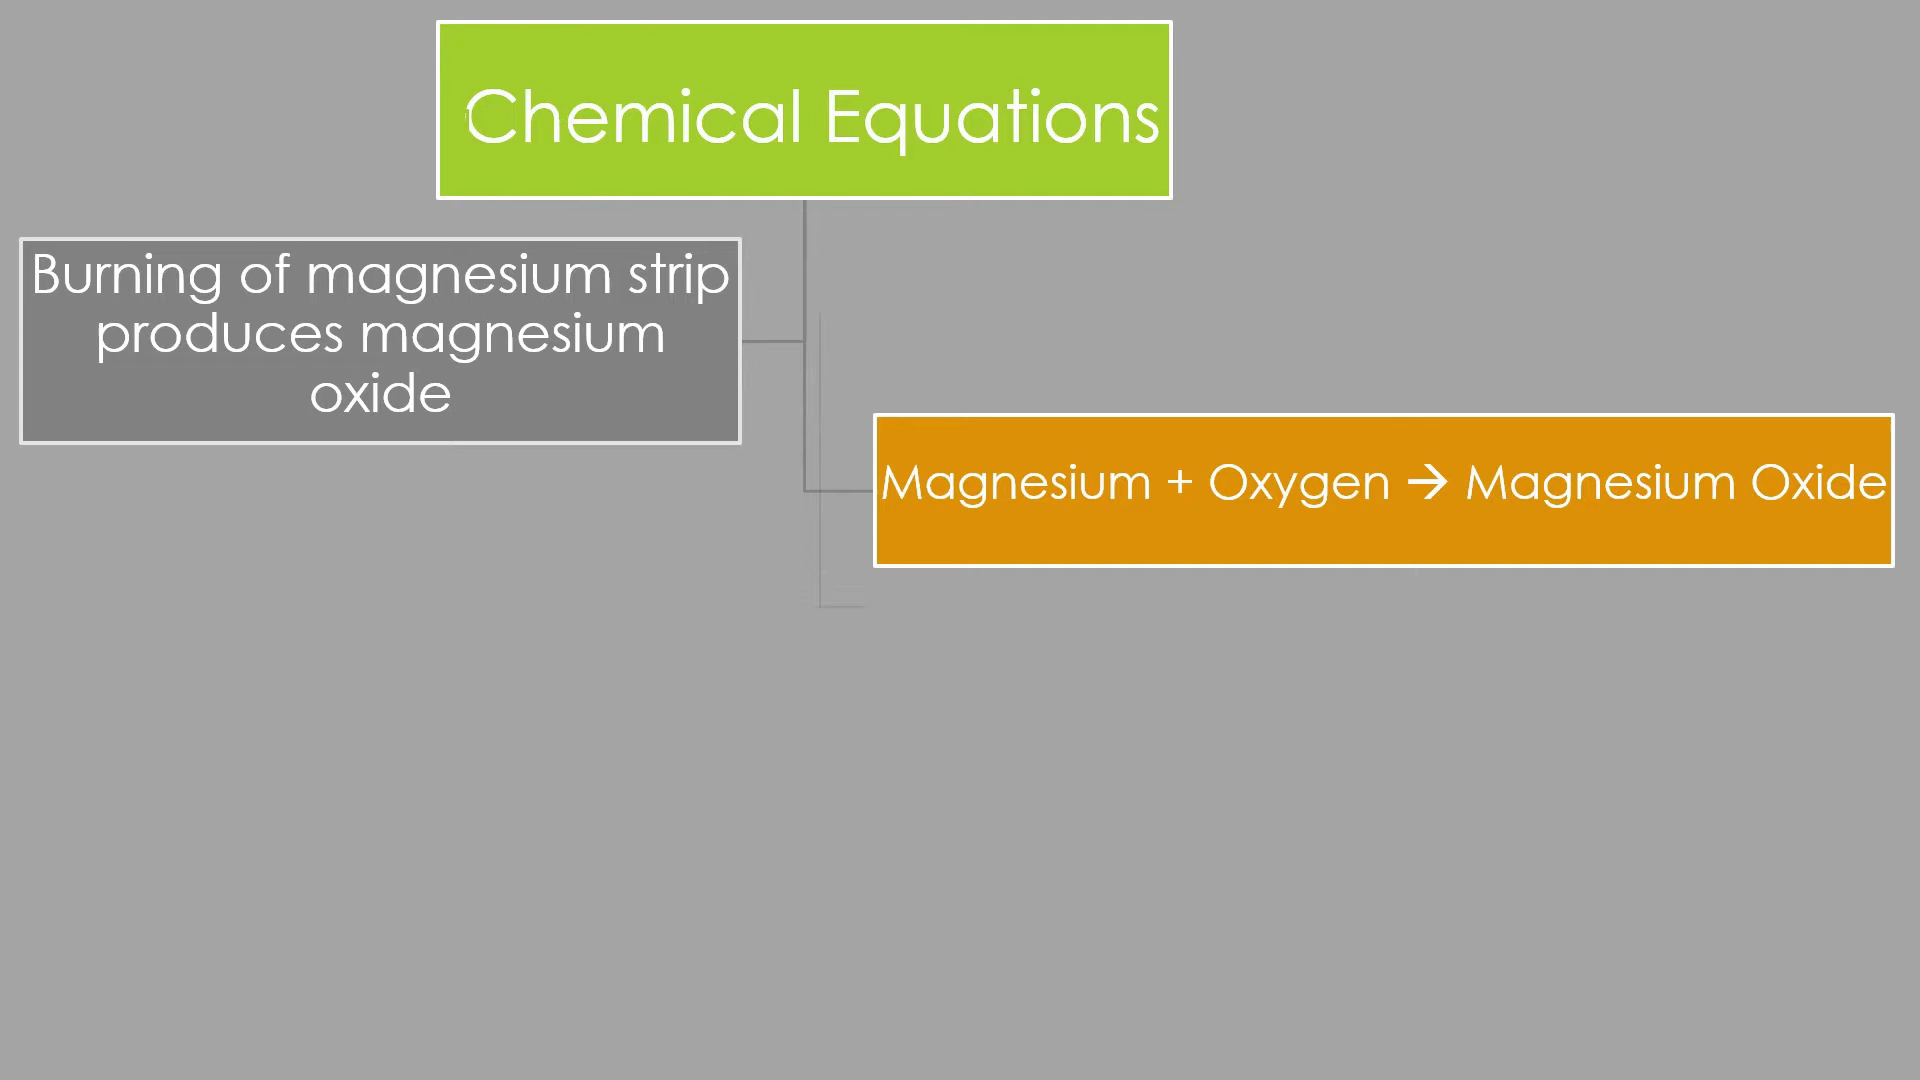 Chemical Equations
Burning of magnesium strip
produces magnesium
oxide
Magnesium + Oxygen → Magnesium Oxide